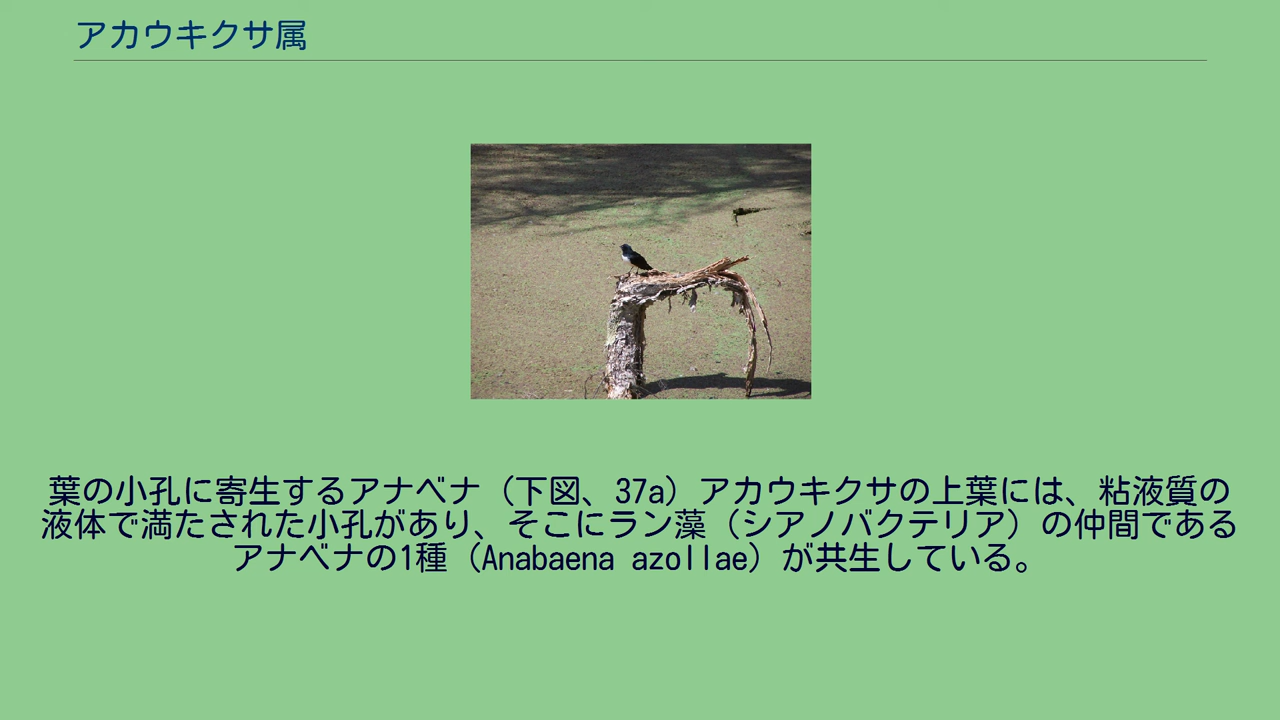 アカウキクサ属
葉の小孔に寄生するアナベナ（下図、37a）アカウキクサの上葉には、粘液質の
液体で満たされた小孔があり、そこにラン藻（シアノバクテリア）の仲間である
アナベナの1種（Anabaena azollae）が共生している。